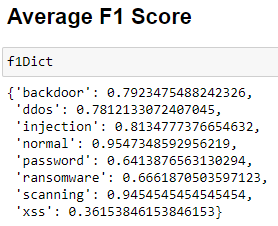 Average F1 Score
f1Dict
{'backdoor': 0.7923475488242326,
'ddos': 0.7812133072407045,
'injection': 0.8134777376654632,
'normal': 0.9547348592956219,
'password': 0.6413876563130294,
'ransomware': 0.6661870503597123,
'scanning': 0.9454545454545454,
'xss': 0.36153846153846153}